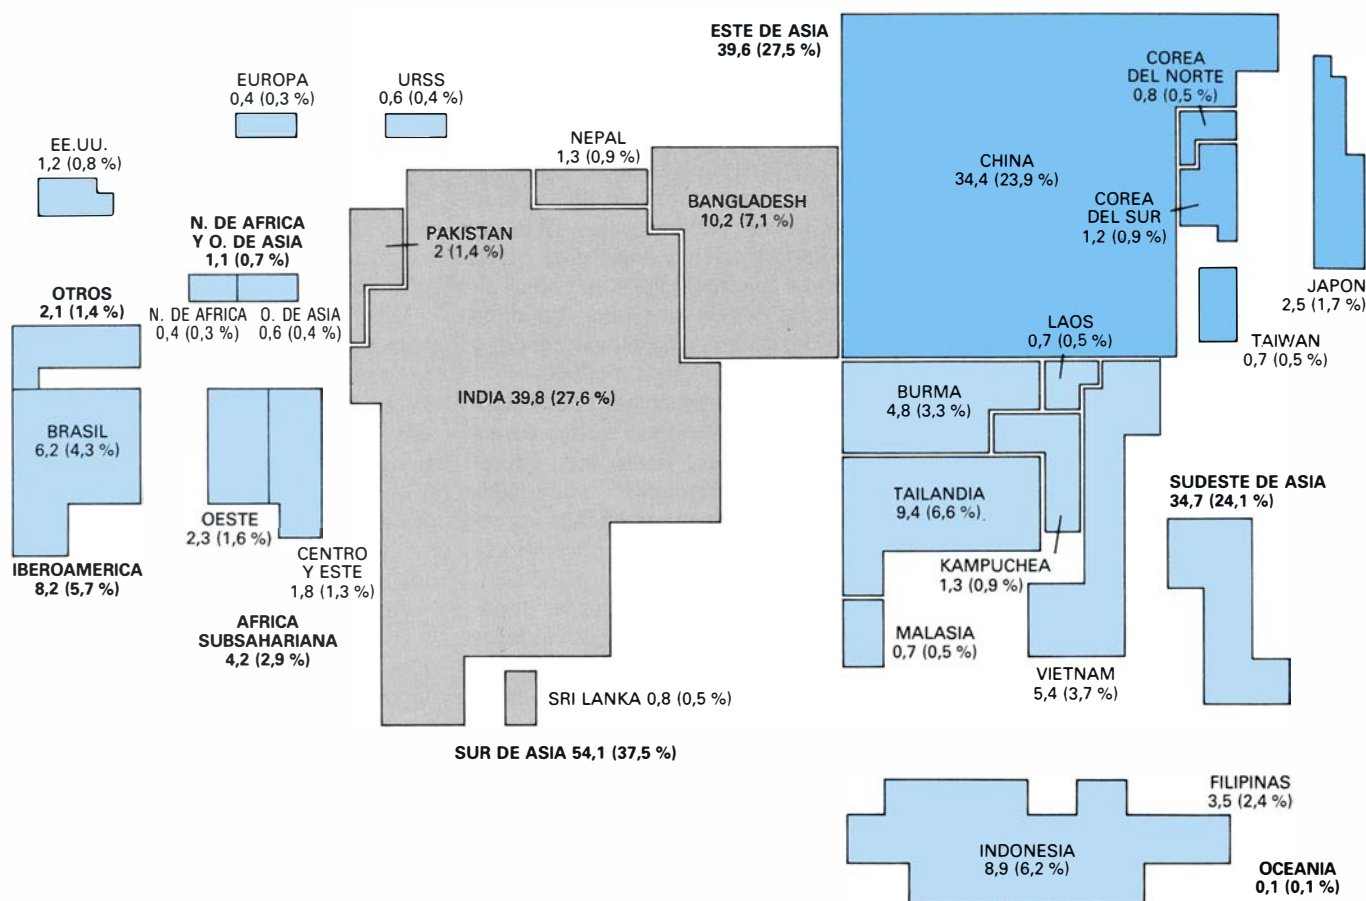 ESTE DE ASIA
39,6 (27,5 %)
COREA
DEL NORTE
0,8 (0,5 %)
EUROPA
0,4 (0,3 %)
URSS
0,6 (0,4 %)
EE.UU.
1,2 (0,8 %)
NEPAL
1,3 (0,9 %)
CHINA
34,4 (23,9 %)
BANGLADESH
10,2 (7,1 %)
COREA
DEL SUR
1,2 (0,9 %)
N. DE AFRICA
Y O. DE ASIA
1,1 (0,7 %)
PAKISTAN
2 (1,4 %)
JAPON
2,5 (1,7 %)
OTROS
2,1 (1,4 %)
N. DE AFRICA
0,4 (0,3 %)
O. DE ASIA
0,6 (0,4 %)
LAOS
0,7 (0,5 %)
TAIWAN
0,7 (0,5 %)
INDIA 39,8 (27,6 %)
BURMA
4,8 (3,3 %)
BRASIL
6,2 (4,3 %)
SUDESTE DE ASIA
34,7 (24,1 %)
TAILANDIA
9,4 (6,6 %)
OESTE
2,3 (1,6 %)
CENTRO
Y ESTE
1,8 (1,3 %)
IBEROAMERICA
8,2 (5,7 %)
KAMPUCHEA
1,3 (0,9 %)
AFRICA
SUBSAHARIANA
4,2 (2,9 %)
MALASIA
0,7 (0,5 %)
VIETNAM
5,4 (3,7 %)
SRI LANKA 0,8 (0,5 %)
SUR DE ASIA 54,1 (37,5 %)
FILIPINAS
3,5 (2,4 %)
INDONESIA
8,9 (6,2 %)
OCEANIA
0,1 (0,1 %)